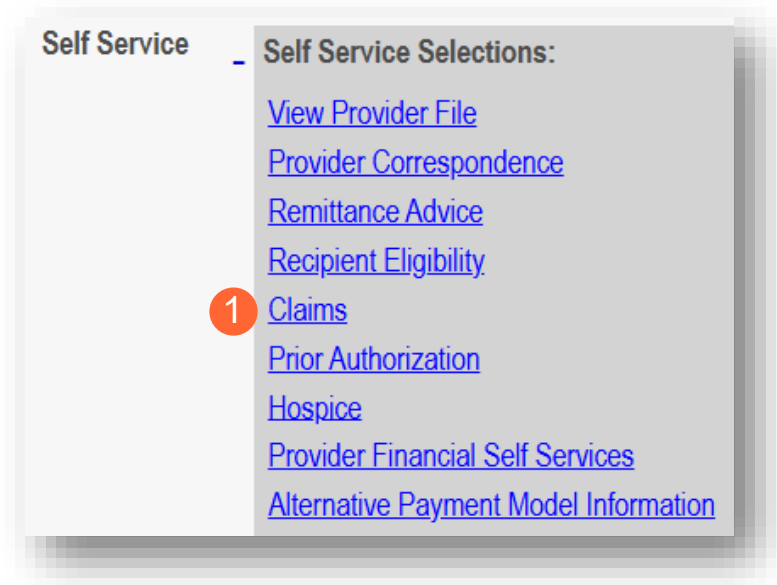 Self Service
- Self Service Selections:
View Provider File
Provider Correspondence
Remittance Advice
Recipient Eligibility
1 Claims
Prior Authorization
Hospice
Provider Financial Self Services
Alternative Payment Model Information